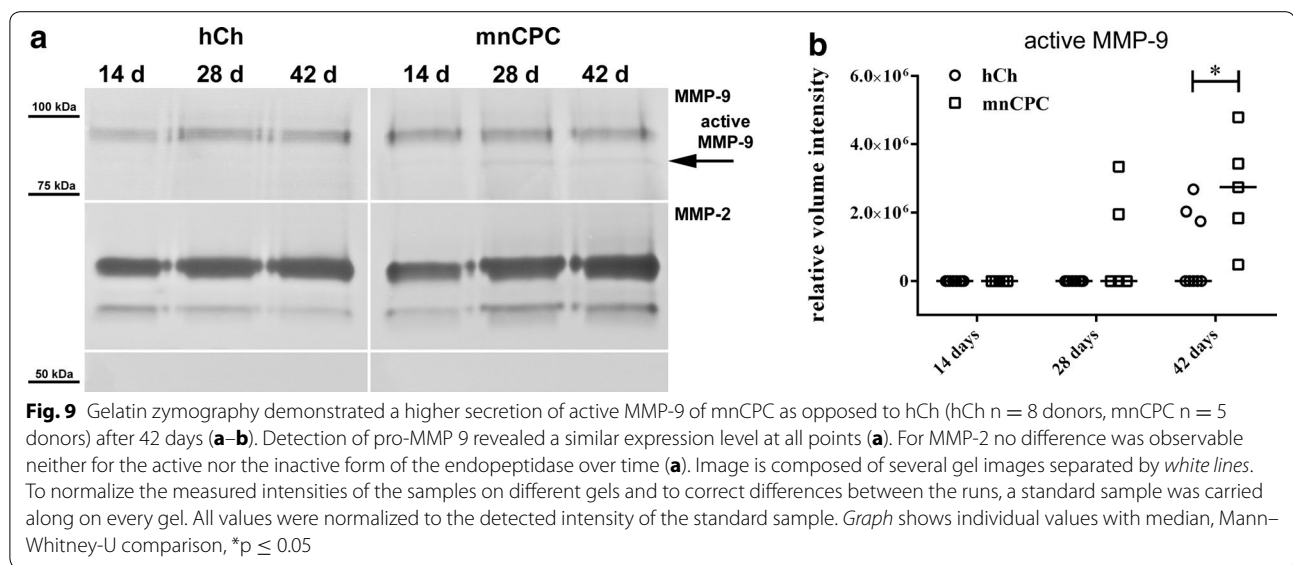 a
hCh mnCPC
14 d 28 d 42 d 14 d 28 d 42 d
100 kDa
75 kDa
50 kDa
MMP-9
active
MMP-9
MMP-2
b
active MMP-9
hCh
mnCPC
*
relative volume intensity
6.0×10⁶
4.0×10⁶
2.0×10⁶
0
14 days
28 days
42 days
Fig. 9 Gelatin zymography demonstrated a higher secretion of active MMP-9 of mnCPC as opposed to hCh (hCh n = 8 donors, mnCPC n = 5
donors) after 42 days (a–b). Detection of pro-MMP 9 revealed a similar expression level at all points (a). For MMP-2 no difference was observable
neither for the active nor the inactive form of the endopeptidase over time (a). Image is composed of several gel images separated by white lines.
To normalize the measured intensities of the samples on different gels and to correct differences between the runs, a standard sample was carried
along on every gel. All values were normalized to the detected intensity of the standard sample. Graph shows individual values with median, Mann–
Whitney-U comparison, *p ≤ 0.05